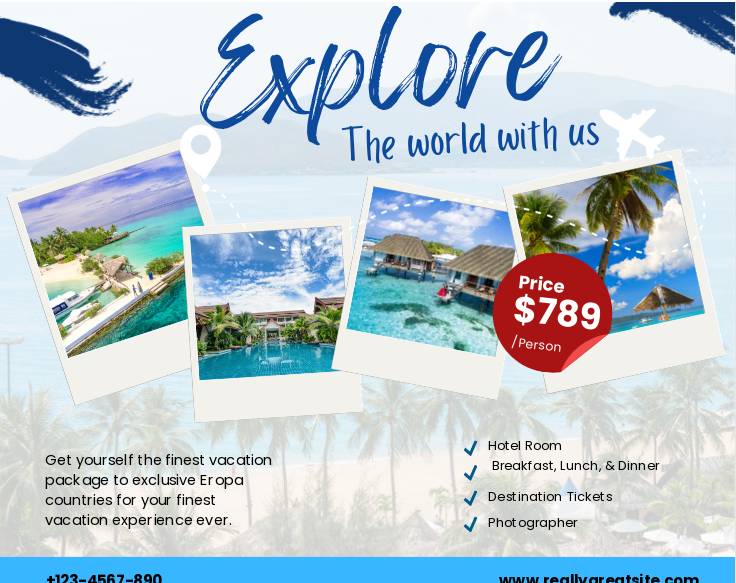 Explore
The world with us
Price
$789
/Person
Get yourself the finest vacation
package to exclusive Eropa
countries for your finest
vacation experience ever.
Hotel Room
Breakfast, Lunch, & Dinner
Destination Tickets
Photographer
+123-4567-890
www.reallygreatsite.com